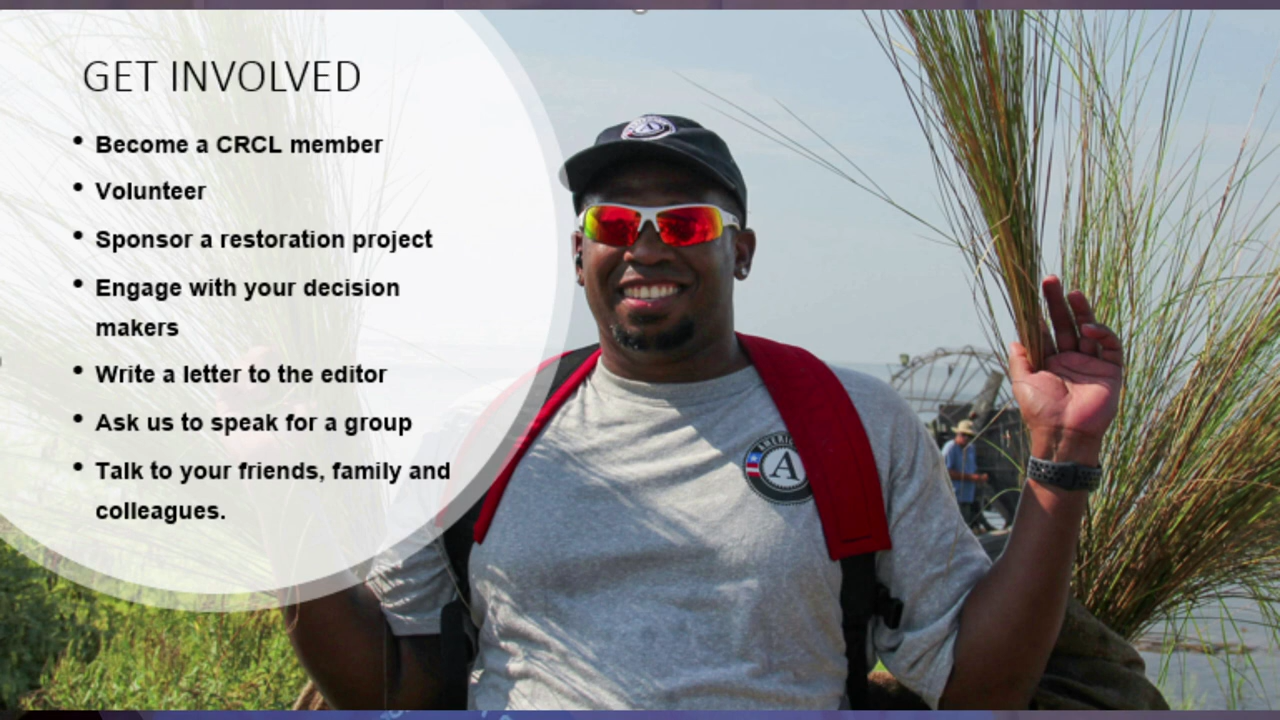 GET INVOLVED
• Become a CRCL member
• Volunteer
• Sponsor a restoration project
• Engage with your decision
makers
• Write a letter to the editor
• Ask us to speak for a group
• Talk to your friends, family and
colleagues.
A